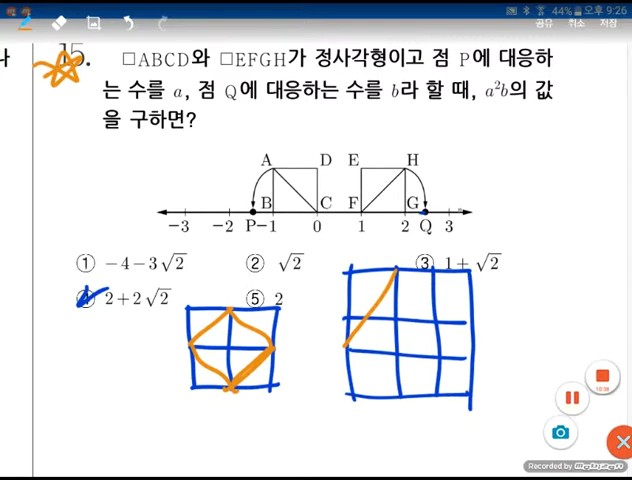 44% 오후 9:26
공유 취소 저장
나
15. □ABCD와 □EFGH가 정사각형이고 점 P에 대응하
는 수를 a, 점 Q에 대응하는 수를 b라 할 때, a²b의 값
을 구하면?
A D E H
B C F G
-3 -2 P -1 0 1 2 Q 3
① -4-3√2 ② √2 ③ 1+√2
2+2√2 ⑤ 2
10:38
Recorded by Mobizen